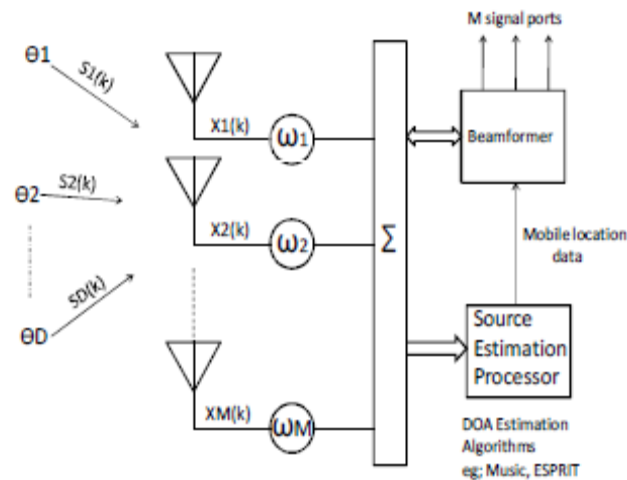 M signal ports
θ1
S1(k)
X1(k)
ω1
Beamformer
θ2
S2(k)
X2(k)
ω2
Σ
Mobile location
data
SD(k)
θD
Source
Estimation
Processor
XM(k)
ωM
DOA Estimation
Algorithms
eg; Music, ESPRIT